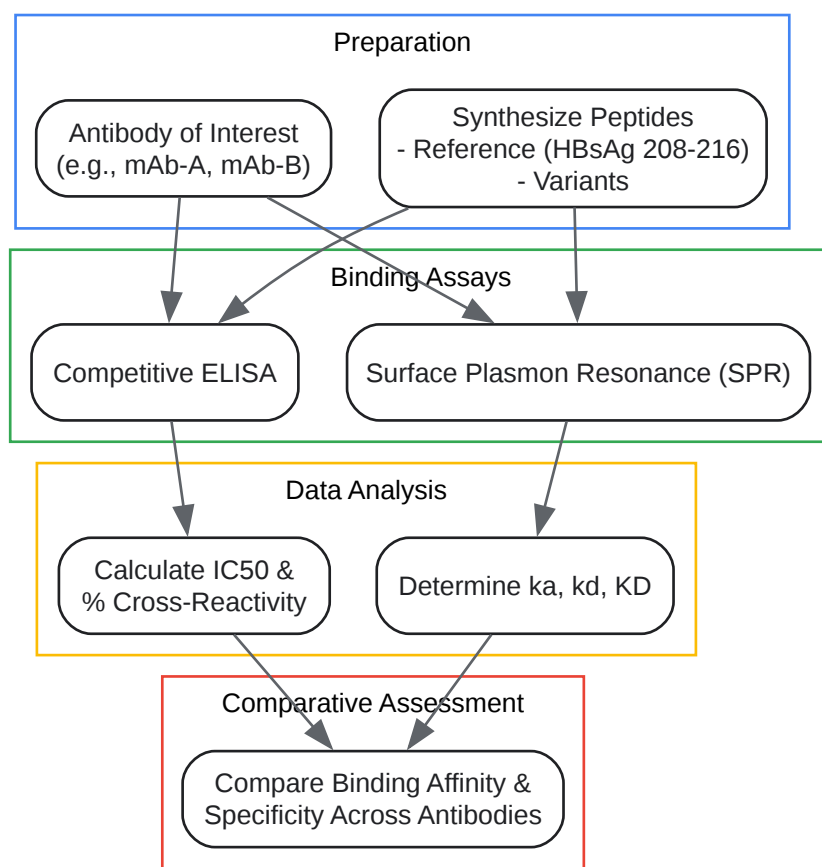 Preparation
Antibody of Interest
(e.g., mAb-A, mAb-B)
Synthesize Peptides
- Reference (HBsAg 208-216)
- Variants
Binding Assays
Competitive ELISA
Surface Plasmon Resonance (SPR)
Data Analysis
Calculate IC50 &
% Cross-Reactivity
Determine ka, kd, KD
Comparative Assessment
Compare Binding Affinity &
Specificity Across Antibodies